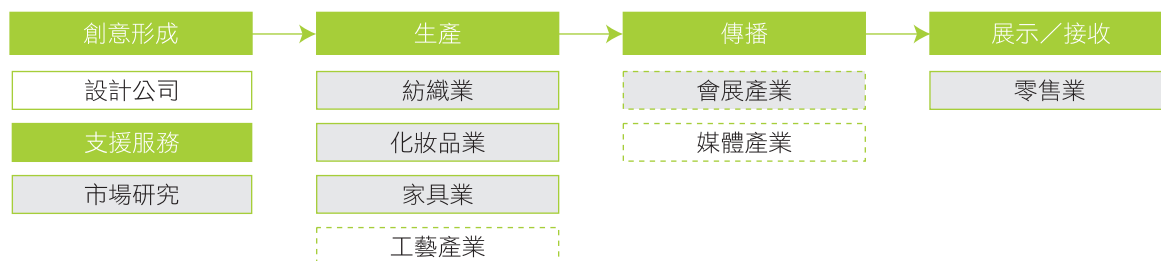 創意形成
生產
傳播
展示／接收
設計公司
紡織業
會展產業
零售業
支援服務
化妝品業
媒體產業
市場研究
家具業
工藝產業